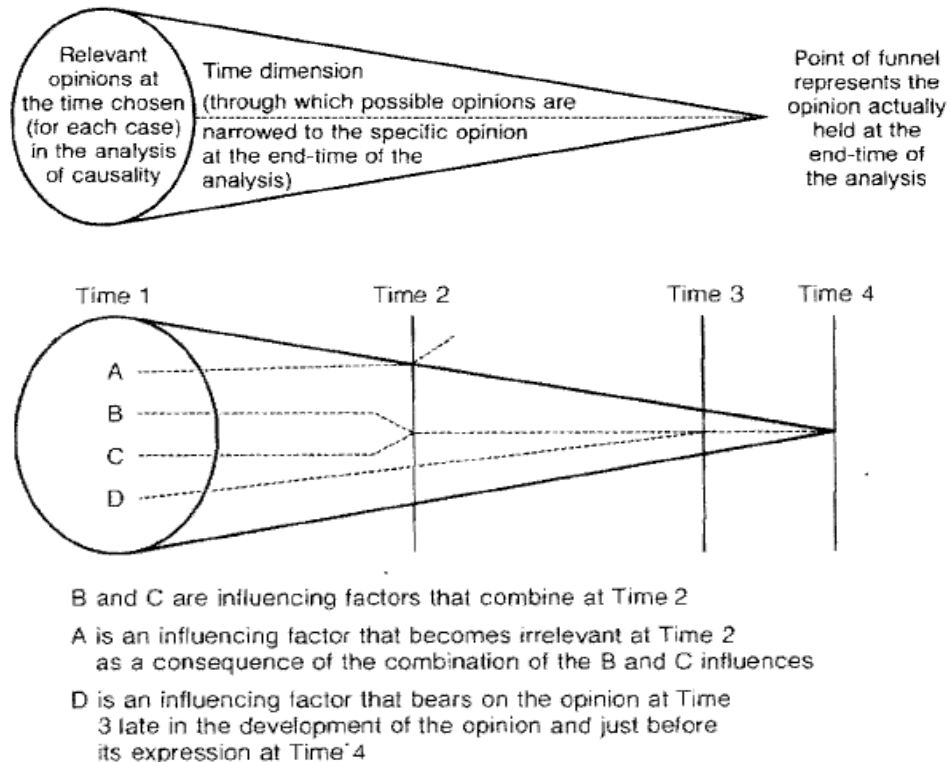 Relevant
opinions at
the time chosen
(for each case)
in the analysis
of causality
Time dimension
(through which possible opinions are
narrowed to the specific opinion
at the end-time of the
analysis)
Point of funnel
represents the
opinion actually
held at the
end-time of
the analysis
Time 1
Time 2
Time 3
Time 4
A
B
C
D
B and C are influencing factors that combine at Time 2
A is an influencing factor that becomes irrelevant at Time 2
as a consequence of the combination of the B and C influences
D is an influencing factor that bears on the opinion at Time
3 late in the development of the opinion and just before
its expression at Time 4